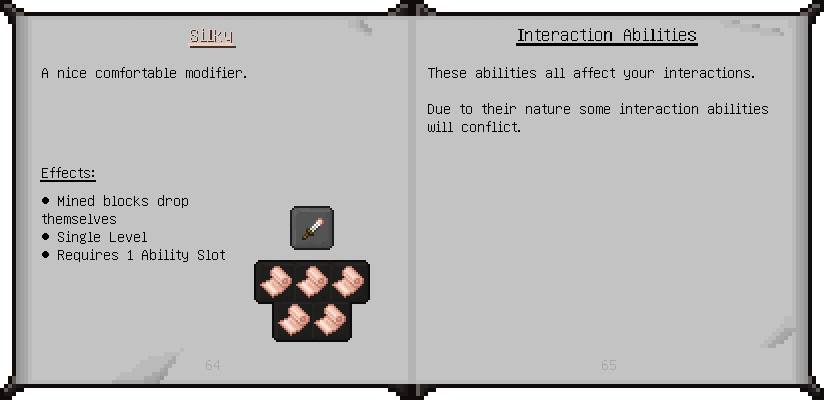 Silky
A nice comfortable modifier.
Effects:
● Mined blocks drop
themselves
● Single Level
● Requires 1 Ability Slot
64
Interaction Abilities
These abilities all affect your interactions.
Due to their nature some interaction abilities
will conflict.
65